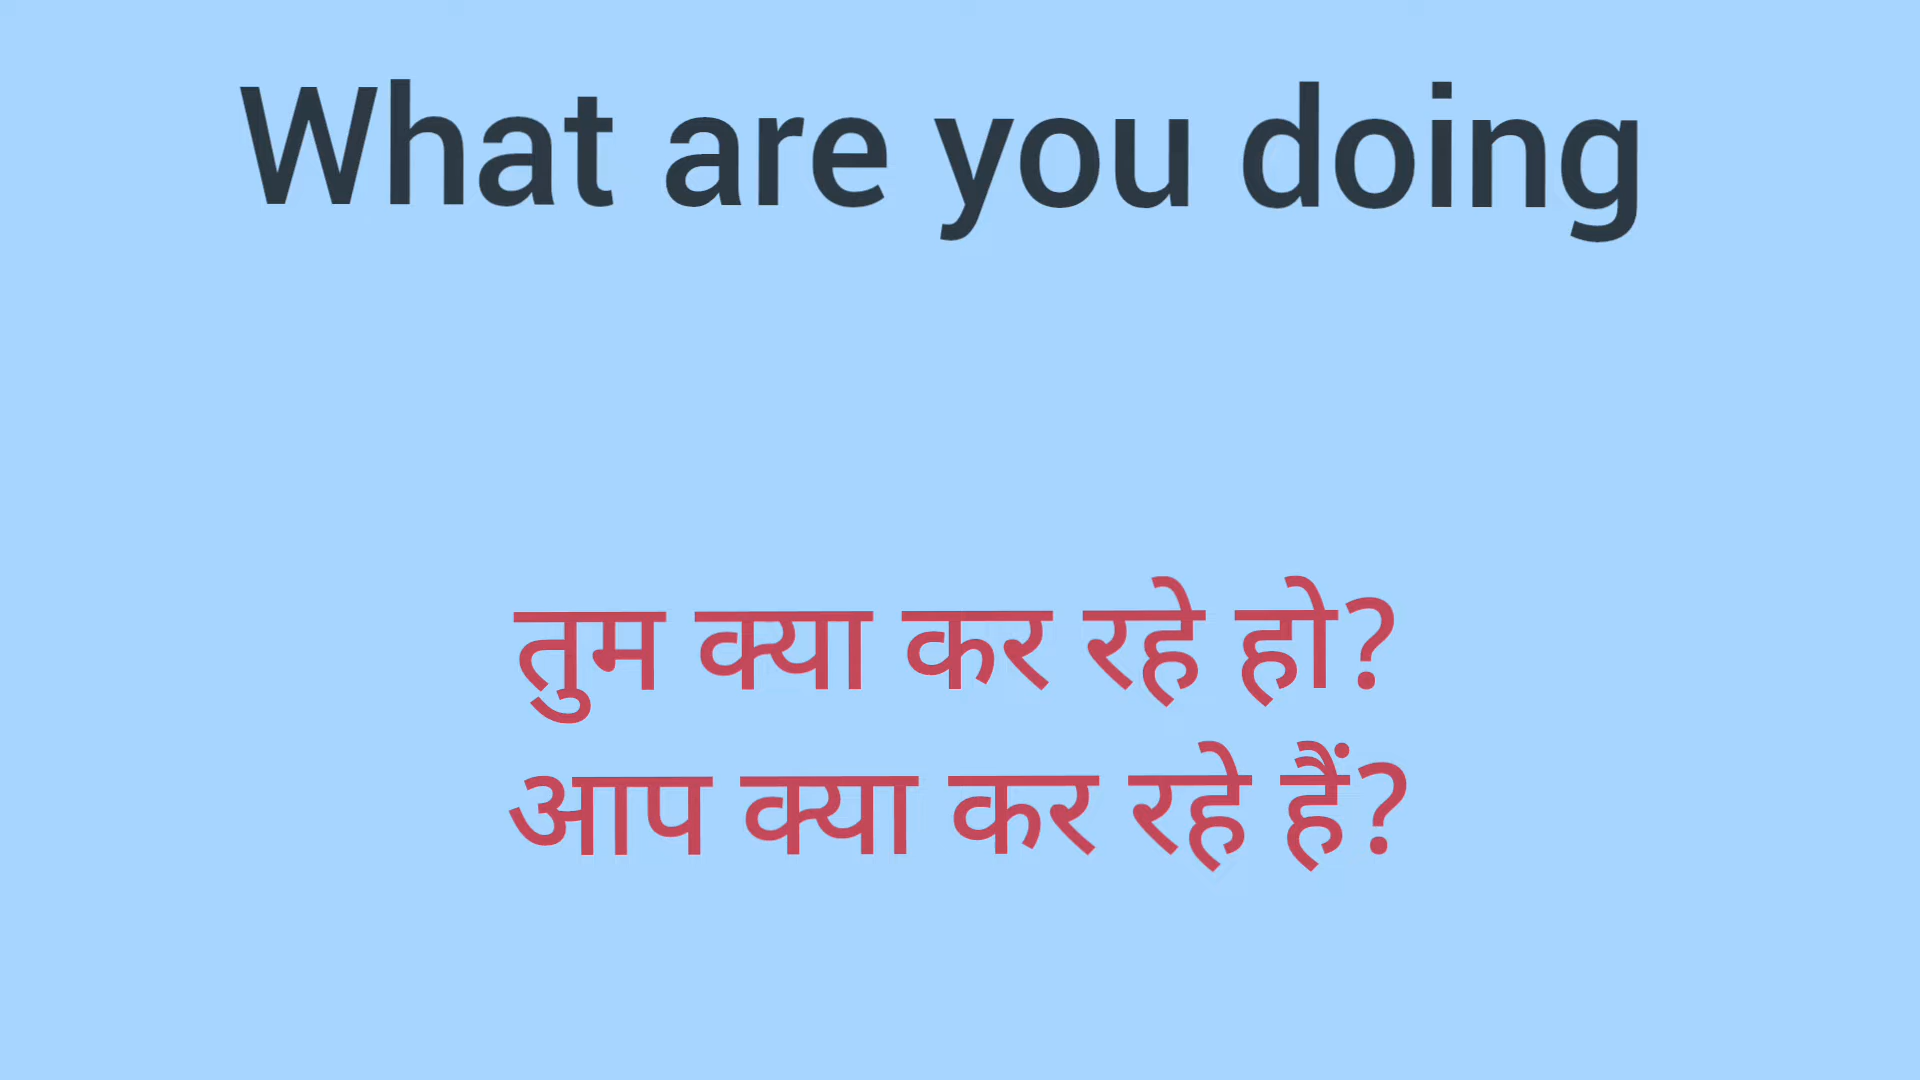 What are you doing
तुम क्या कर रहे हो?
आप क्या कर रहे हैं?